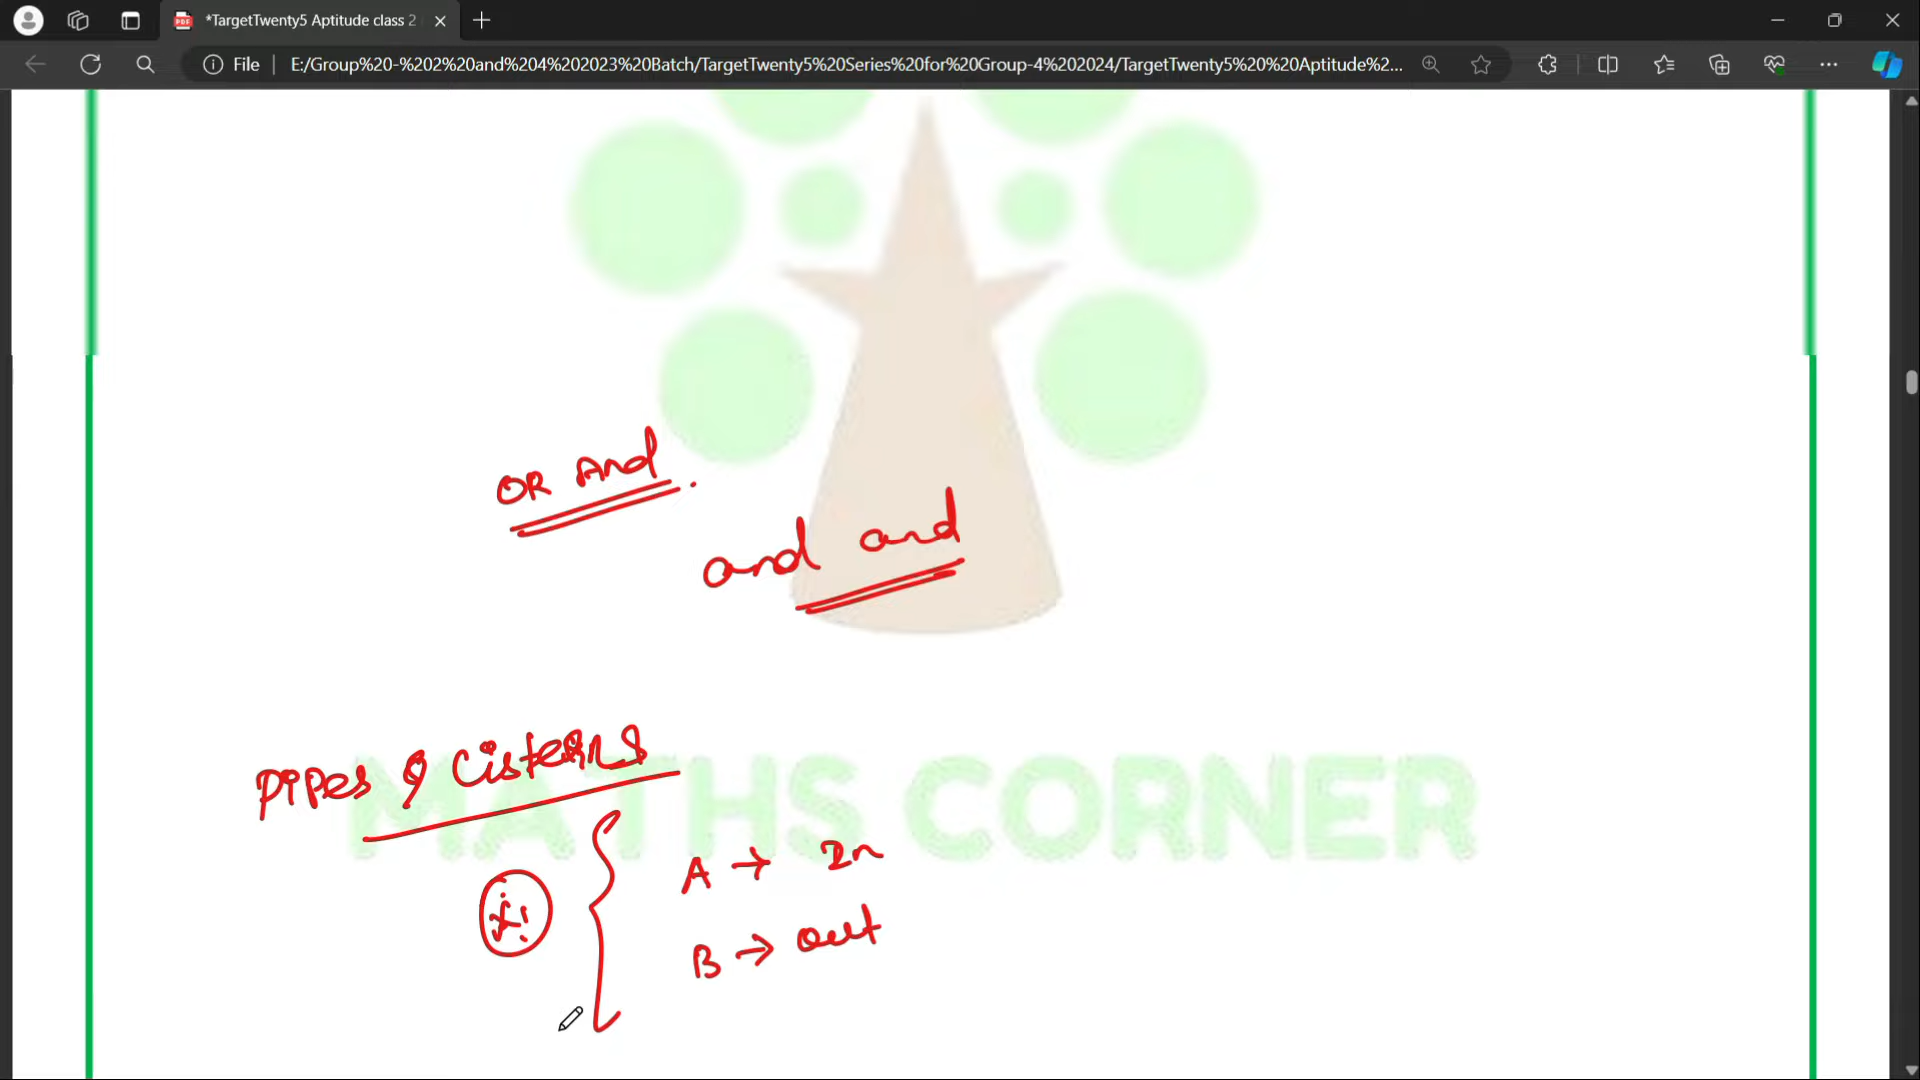 *TargetTwenty5 Aptitude class 2
File
E:/Group%20-%202%20and%204%202023%20Batch/TargetTwenty5%20Series%20for%20Group-4%202024/TargetTwenty5%20%20Aptitude%2...
OR And.
and and
Pipes & Cisterns
MATHS CORNER
A → In
B → out